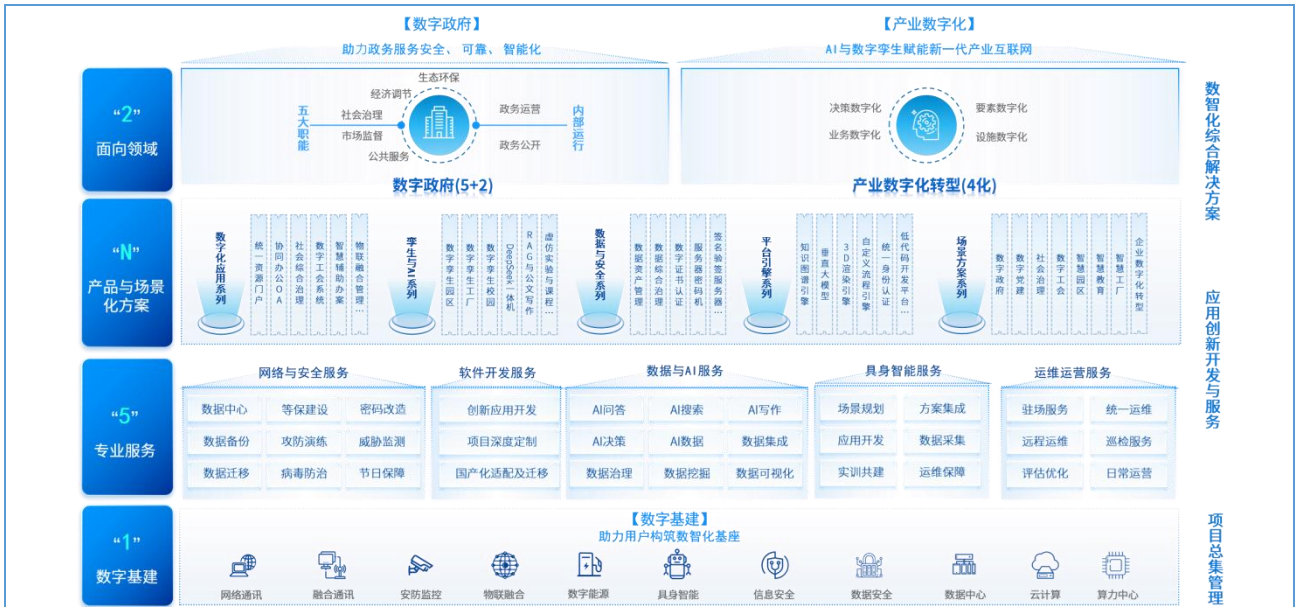 【数字政府】
【产业数字化】
助力政务服务安全、可靠、智能化
AI与数字孪生赋能新一代产业互联网
“2”
面向领域
生态环保
经济调节
社会治理
市场监督
公共服务
五大职能
政务运营
政务公开
内部运行
数字政府(5+2)
决策数字化
业务数字化
要素数字化
设施数字化
产业数字化转型(4化)
数智化综合解决方案
“N”
产品与场景
化方案
数字化应用系列
统一资源门户
协同办公OA
社会综合治理
数字工会系统
智慧辅助办案
物联融合管理…
孪生与AI系列
数字孪生园区
数字孪生工厂
数字孪生校园
DeepSeek一体机
RAG与公文写作
虚仿实验与课程…
数据与安全系列
数据资产管理
数据综合治理
数字证书认证
服务器密码机
签名验签服务器…
平台引擎系列
知识图谱引擎
垂直大模型
3D渲染引擎
自定义流程引擎
统一身份认证
低代码开发平台…
场景方案系列
数字政府
数字党建
社会治理
数字工会
智慧园区
智慧教育
智慧工厂
企业数字化转型
应用创新开发与服务
“5”
专业服务
网络与安全服务
数据中心
等保建设
密码改造
数据备份
攻防演练
威胁监测
数据迁移
病毒防治
节日保障
软件开发服务
创新应用开发
项目深度定制
国产化适配及迁移
数据与AI服务
AI问答
AI搜索
AI写作
AI决策
AI数据
数据集成
数据治理
数据挖掘
数据可视化
具身智能服务
场景规划
方案集成
应用开发
数据采集
实训共建
运维保障
运维运营服务
驻场服务
统一运维
远程运维
巡检服务
评估优化
日常运营
“1”
数字基建
【数字基建】
助力用户构筑数智化基座
网络通讯
融合通讯
安防监控
物联融合
数字能源
具身智能
信息安全
数据安全
数据中心
云计算
算力中心
项目总集管理